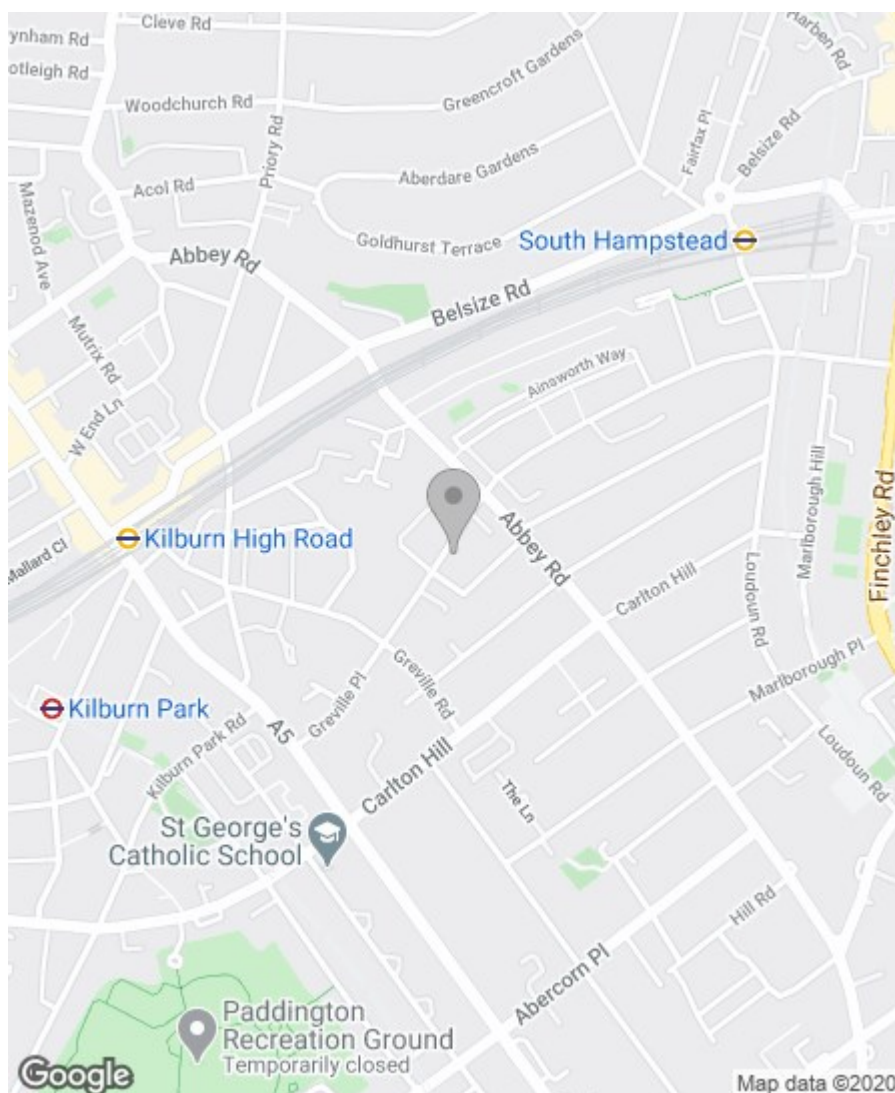 Cleve Rd
ynham Rd
otleigh Rd
Harben Rd
Greencroft Gardens
Woodchurch Rd
Priory Rd
Fairfax Pl
Belsize Rd
Acol Rd
Aberdare Gardens
Mazenod Ave
Goldhurst Terrace
South Hampstead
Abbey Rd
Belsize Rd
Mutrix Rd
Ainsworth Way
W End Ln
Marlborough Hill
Finchley Rd
Kilburn High Road
Mallard Cl
Abbey Rd
Loudoun Rd
Carlton Hill
Greville Pl
Greville Rd
Marlborough Pl
Kilburn Park
Kilburn Park Rd
A5
Loudoun Rd
Carlton Hill
The Ln
St George's
Catholic School
Hill Rd
Abercorn Pl
Paddington
Recreation Ground
Temporarily closed
Google
Map data ©2020